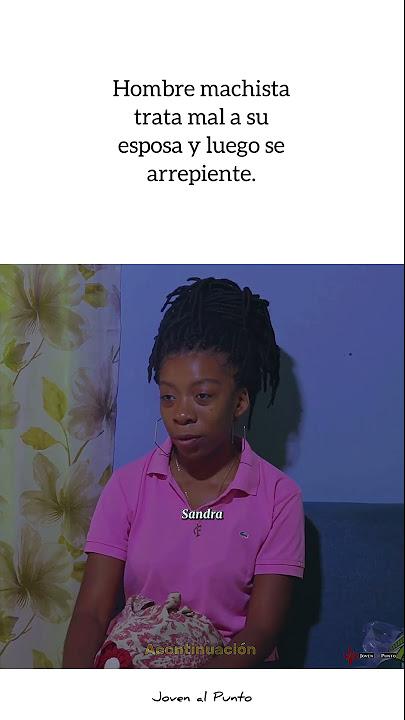 Hombre machista
trata mal a su
esposa y luego se
arrepiente.
Sandra
Acontinuación
Joven al Punto
Joven al Punto